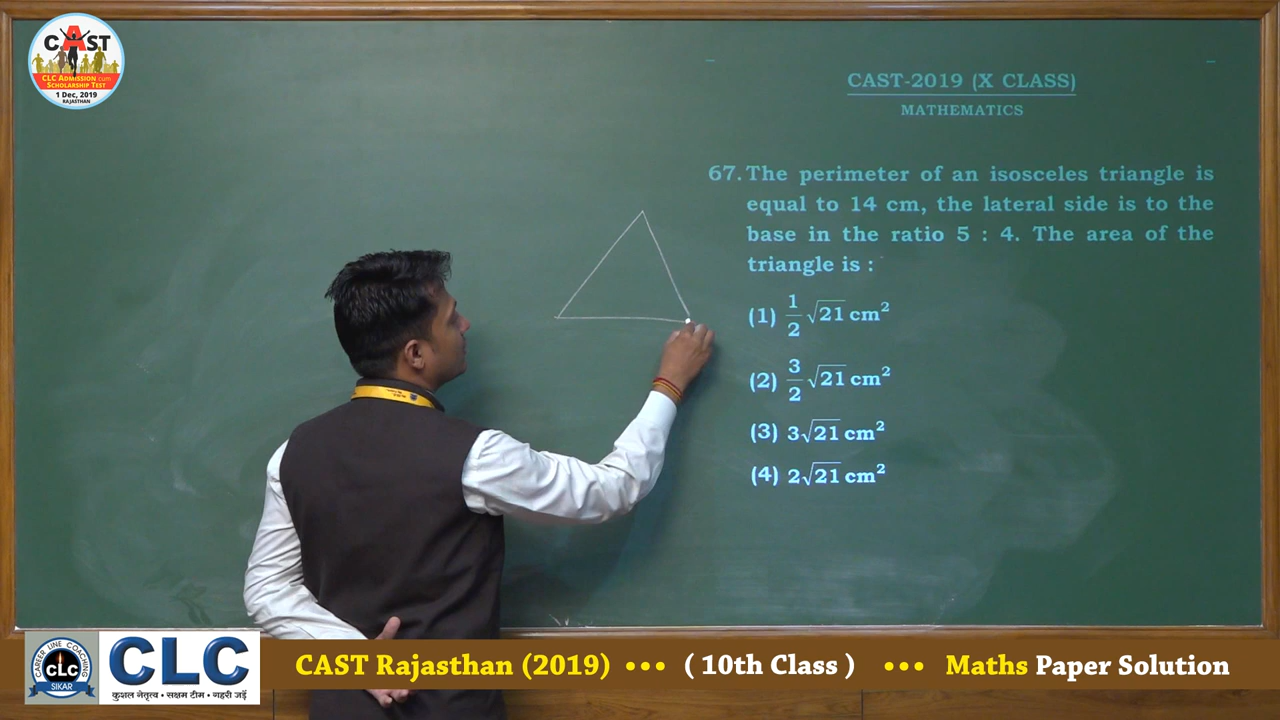 CAST
CLC ADMISSION cum
SCHOLARSHIP TEST
1 Dec, 2019
RAJASTHAN
CAST-2019 (X CLASS)
MATHEMATICS
67. The perimeter of an isosceles triangle is
equal to 14 cm, the lateral side is to the
base in the ratio 5 : 4. The area of the
triangle is :
(1) 1/2 √21 cm²
(2) 3/2 √21 cm²
(3) 3√21 cm²
(4) 2√21 cm²
CAREER LINE COACHING
CLC
SIKAR
CLC
कुशल नेतृत्व • सक्षम टीम • गहरी जड़ें
CAST Rajasthan (2019) ••• ( 10th Class ) ••• Maths Paper Solution